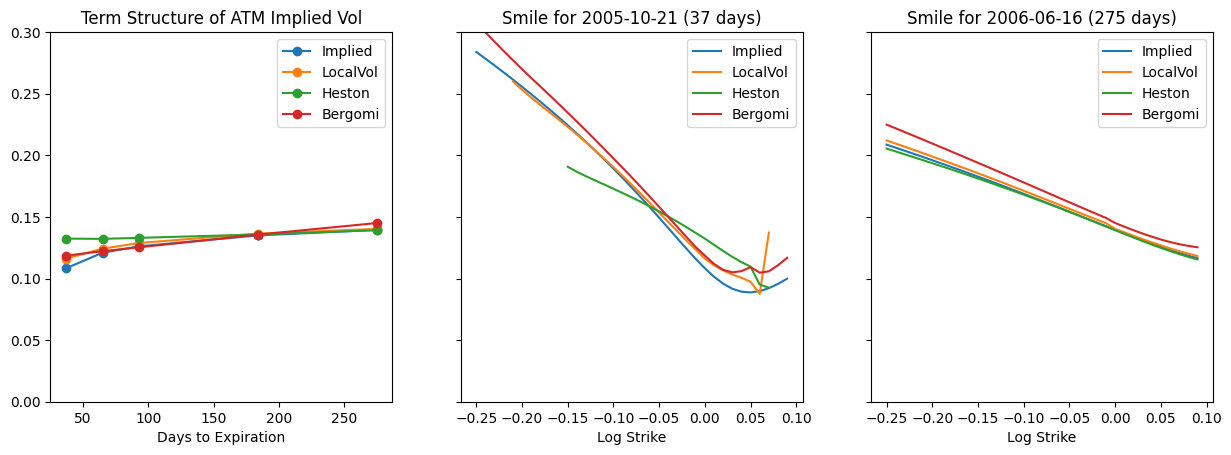 Term Structure of ATM Implied Vol
0.30
0.25
0.20
0.15
0.10
0.05
0.00
50
100
150
200
250
Days to Expiration
Implied
LocalVol
Heston
Bergomi
Smile for 2005-10-21 (37 days)
Implied
LocalVol
Heston
Bergomi
−0.25
−0.20
−0.15
−0.10
−0.05
0.00
0.05
0.10
Log Strike
Smile for 2006-06-16 (275 days)
Implied
LocalVol
Heston
Bergomi
−0.25
−0.20
−0.15
−0.10
−0.05
0.00
0.05
0.10
Log Strike